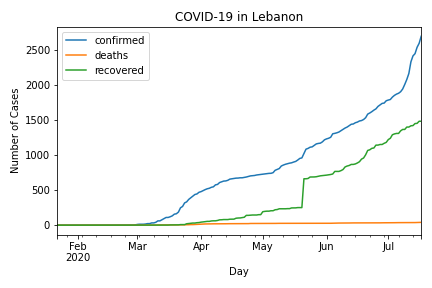 COVID-19 in Lebanon
confirmed
deaths
recovered
Number of Cases
2500
2000
1500
1000
500
0
Feb
2020
Mar
Apr
May
Jun
Jul
Day